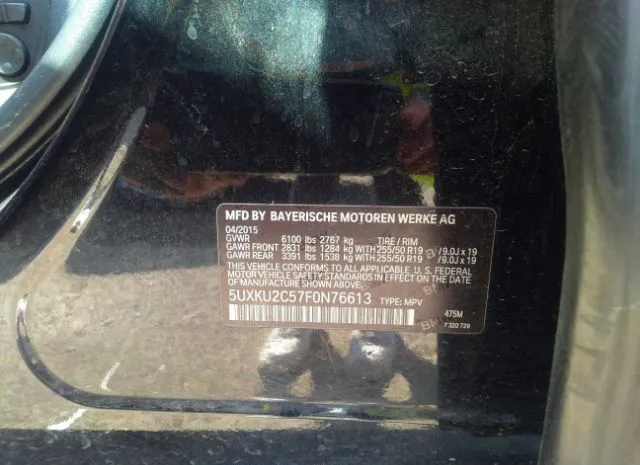 MFD BY BAYERISCHE MOTOREN WERKE AG
04/2015
GVWR 6100 lbs 2767 kg TIRE / RIM
GAWR FRONT 2831 lbs 1284 kg WITH 255/50 R19 /9.0J x 19
GAWR REAR 3391 lbs 1538 kg WITH 255/50 R19 /9.0J x 19
THIS VEHICLE CONFORMS TO ALL APPLICABLE U.S. FEDERAL
MOTOR VEHICLE SAFETY STANDARDS IN EFFECT ON THE DATE
OF MANUFACTURE SHOWN ABOVE.
5UXKU2C57F0N76613 TYPE: MPV 475M
7 320 729